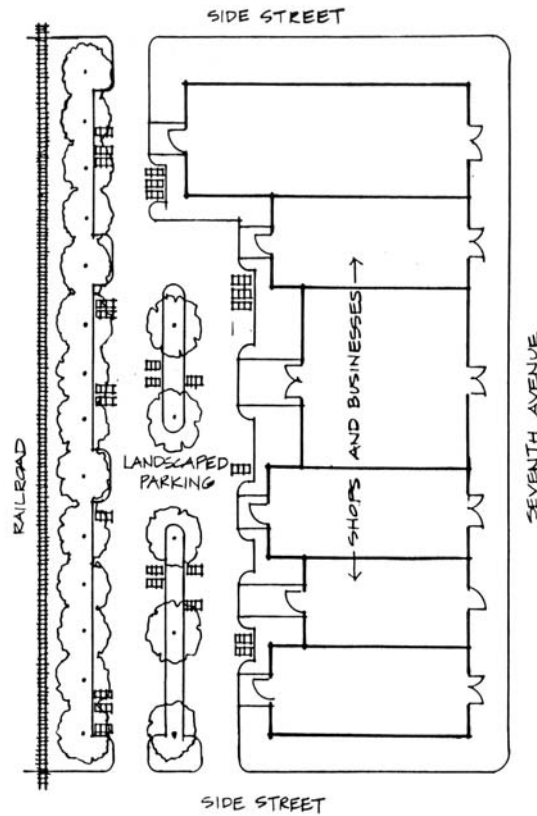 SIDE STREET
SHOPS AND BUSINESSES
LANDSCAPED
PARKING
RAILROAD
SEVENTH AVENUE
SIDE STREET